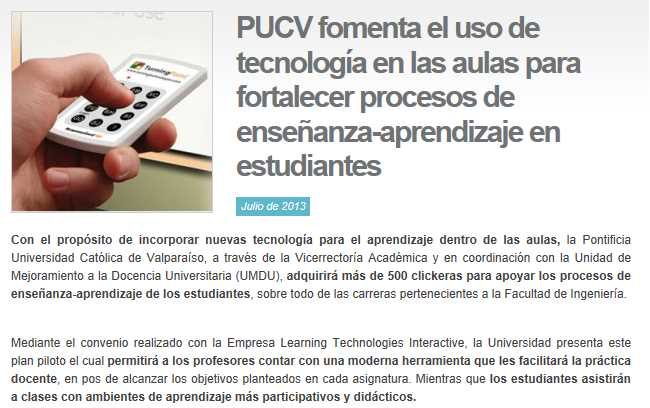 TurningPoint
PUCV fomenta el uso de
tecnología en las aulas para
fortalecer procesos de
enseñanza-aprendizaje en
estudiantes
Julio de 2013
Con el propósito de incorporar nuevas tecnología para el aprendizaje dentro de las aulas, la Pontificia
Universidad Católica de Valparaíso, a través de la Vicerrectoría Académica y en coordinación con la Unidad de
Mejoramiento a la Docencia Universitaria (UMDU), adquirirá más de 500 clickeras para apoyar los procesos de
enseñanza-aprendizaje de los estudiantes, sobre todo de las carreras pertenecientes a la Facultad de Ingeniería.
Mediante el convenio realizado con la Empresa Learning Technologies Interactive, la Universidad presenta este
plan piloto el cual permitirá a los profesores contar con una moderna herramienta que les facilitará la práctica
docente, en pos de alcanzar los objetivos planteados en cada asignatura. Mientras que los estudiantes asistirán
a clases con ambientes de aprendizaje más participativos y didácticos.